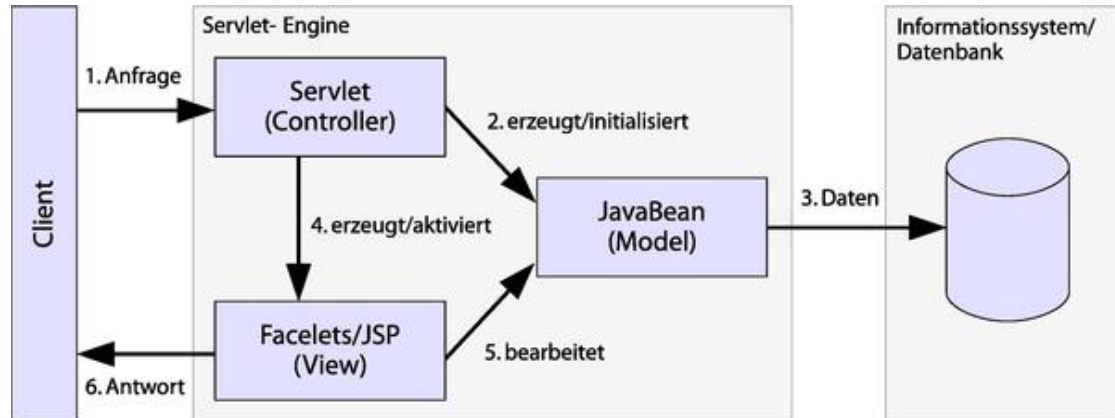 Servlet- Engine
Informationssystem/
Datenbank
1. Anfrage
Servlet
(Controller)
2. erzeugt/initialisiert
Client
JavaBean
(Model)
3. Daten
4. erzeugt/aktiviert
Facelets/JSP
(View)
5. bearbeitet
6. Antwort